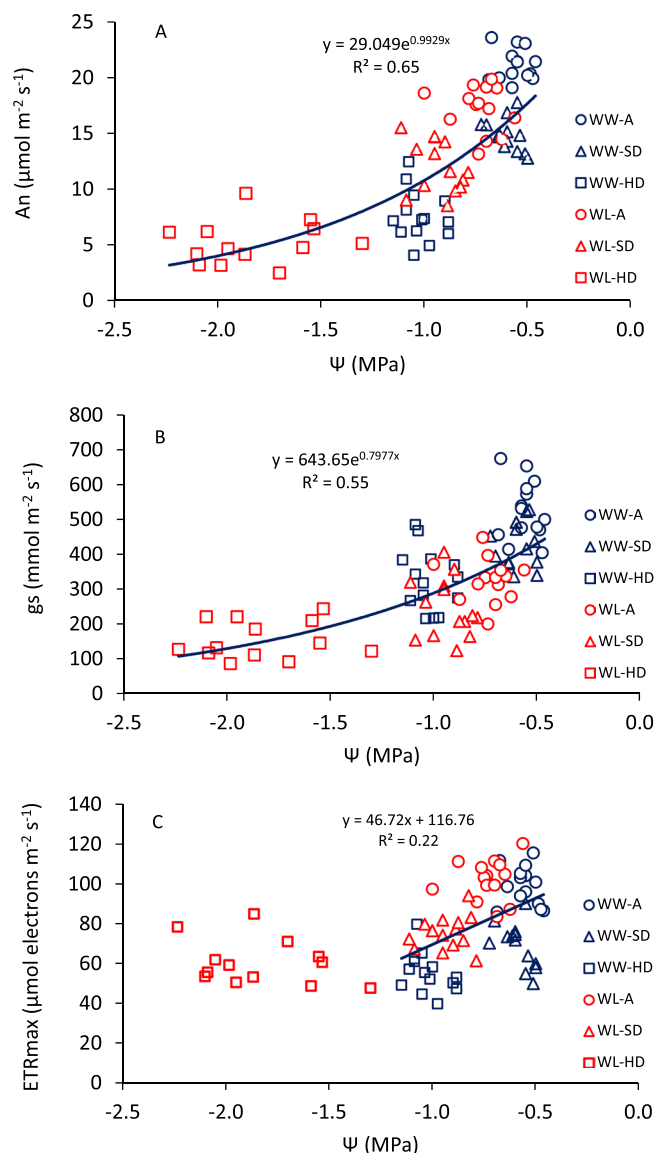 A
y = 29.049e^0.9929x
R² = 0.65
An (µmol m⁻² s⁻¹)
25
20
15
10
5
0
-2.5 -2.0 -1.5 -1.0 -0.5 0.0
Ψ (MPa)
WW-A
WW-SD
WW-HD
WL-A
WL-SD
WL-HD
B
y = 643.65e^0.7977x
R² = 0.55
gs (mmol m⁻² s⁻¹)
800
700
600
500
400
300
200
100
0
-2.5 -2.0 -1.5 -1.0 -0.5 0.0
Ψ (MPa)
WW-A
WW-SD
WW-HD
WL-A
WL-SD
WL-HD
C
y = 46.72x + 116.76
R² = 0.22
ETRmax (µmol electrons m⁻² s⁻¹)
140
120
100
80
60
40
20
0
-2.5 -2.0 -1.5 -1.0 -0.5 0.0
Ψ (MPa)
WW-A
WW-SD
WW-HD
WL-A
WL-SD
WL-HD